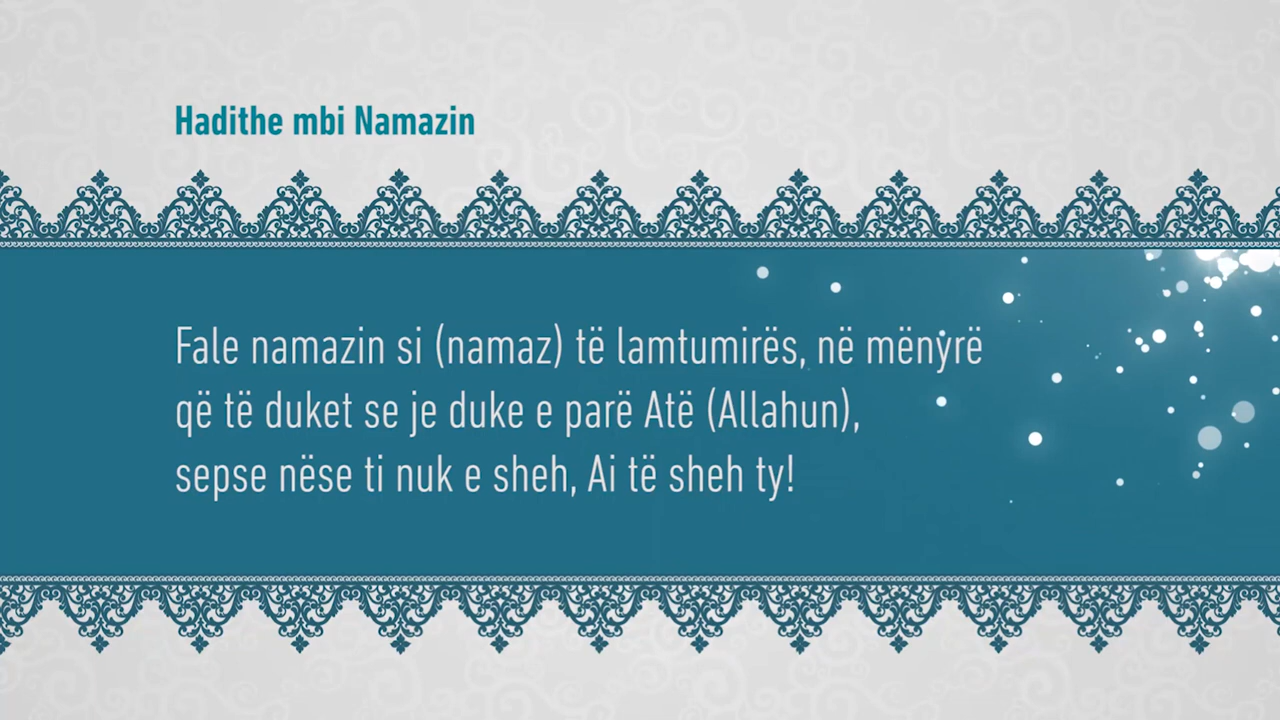 Hadithe mbi Namazin
Fale namazin si (namaz) të lamtumirës, në mënyrë
që të duket se je duke e parë Atë (Allahun),
sepse nëse ti nuk e sheh, Ai të sheh ty!